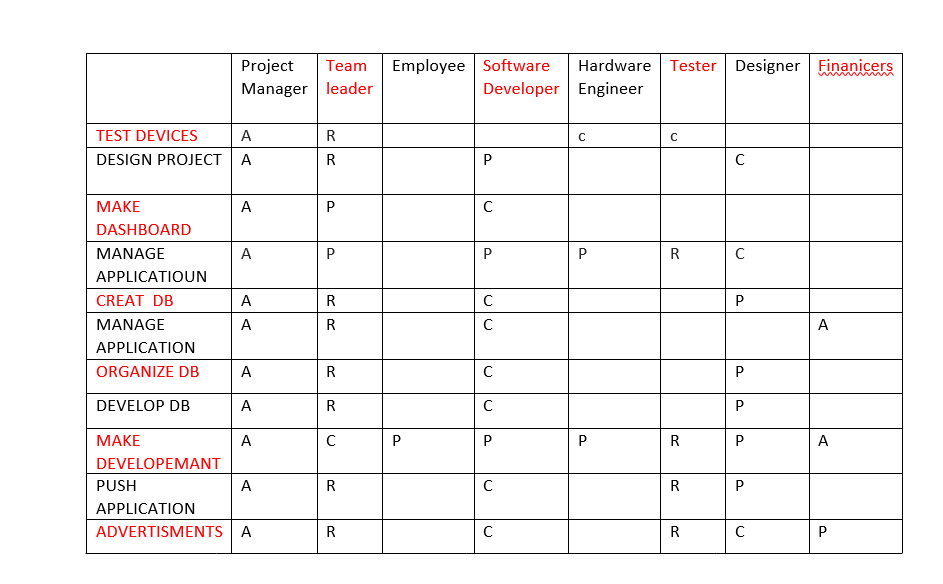 Project Manager Team leader Employee Software Developer Hardware Engineer Tester Designer Finanicers
TEST DEVICES A R c c
DESIGN PROJECT A R P C
MAKE DASHBOARD A P C
MANAGE APPLICATIOUN A P P P R C
CREAT DB A R C P
MANAGE APPLICATION A R C A
ORGANIZE DB A R C P
DEVELOP DB A R C P
MAKE DEVELOPEMANT A C P P P R P A
PUSH APPLICATION A R C R P
ADVERTISMENTS A R C R C P